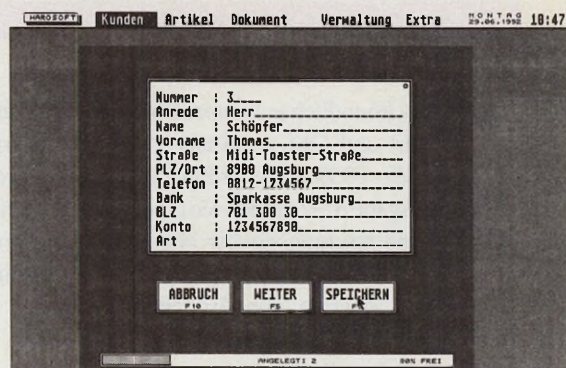 HAROSOFT Kunden Artikel Dokument Verwaltung Extra MONTAG 29.06.1992 10:47
Nummer : 3
Anrede : Herr
Name : Schöpfer
Vorname : Thomas
Straße : Midi-Toaster-Straße
PLZ/Ort : 8900 Augsburg
Telefon : 0812-1234567
Bank : Sparkasse Augsburg
BLZ : 701 300 30
Konto : 1234567890
Art :
ABBRUCH WEITER SPEICHERN
F10 F5
ANGELEGT: 2 80% FREI